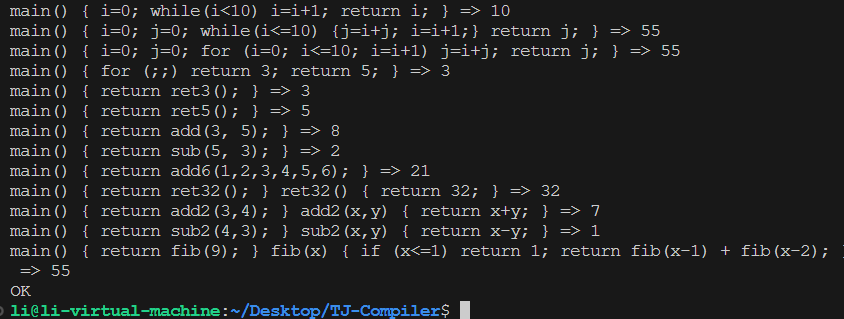 main() { i=0; while(i<10) i=i+1; return i; } => 10
main() { i=0; j=0; while(i<=10) {j=i+j; i=i+1;} return j; } => 55
main() { i=0; j=0; for (i=0; i<=10; i=i+1) j=i+j; return j; } => 55
main() { for (;;) return 3; return 5; } => 3
main() { return ret3(); } => 3
main() { return ret5(); } => 5
main() { return add(3, 5); } => 8
main() { return sub(5, 3); } => 2
main() { return add6(1,2,3,4,5,6); } => 21
main() { return ret32(); } ret32() { return 32; } => 32
main() { return add2(3,4); } add2(x,y) { return x+y; } => 7
main() { return sub2(4,3); } sub2(x,y) { return x-y; } => 1
main() { return fib(9); } fib(x) { if (x<=1) return 1; return fib(x-1) + fib(x-2); }
=> 55
OK
li@li-virtual-machine:~/Desktop/TJ-Compiler$